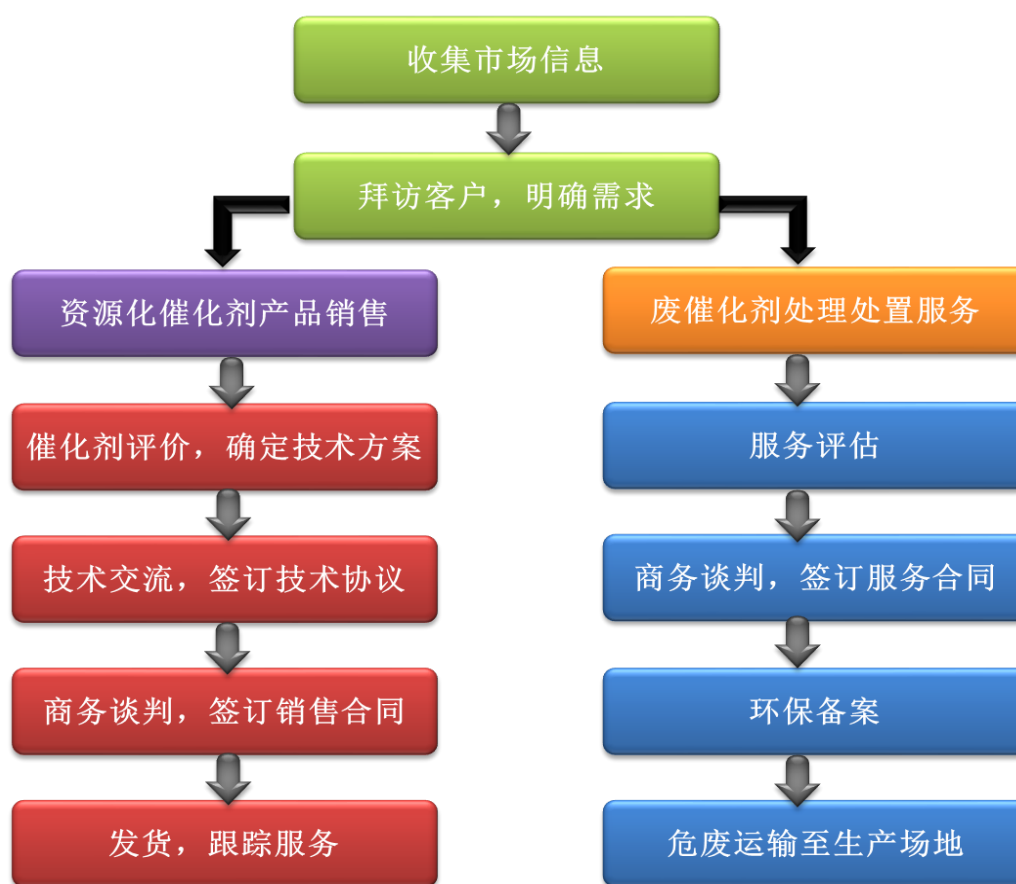 收集市场信息
拜访客户，明确需求
资源化催化剂产品销售
废催化剂处理处置服务
催化剂评价，确定技术方案
服务评估
技术交流，签订技术协议
商务谈判，签订服务合同
商务谈判，签订销售合同
环保备案
发货，跟踪服务
危废运输至生产场地